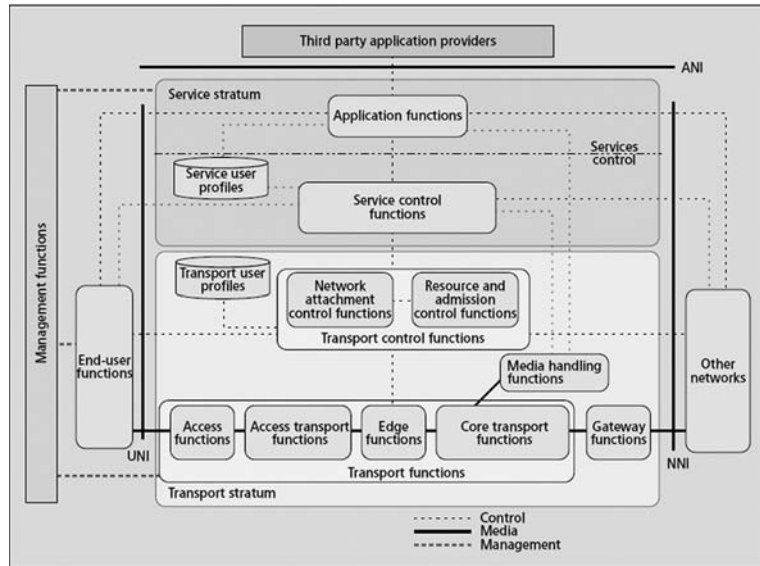 Third party application providers
ANI
Service stratum
Application functions
Services
control
Service user
profiles
Service control
functions
Management functions
Transport user
profiles
Network
attachment
control functions
Resource and
admission
control functions
Transport control functions
End-user
functions
Media handling
functions
Other
networks
Access
functions
Access transport
functions
Edge
functions
Core transport
functions
Gateway
functions
UNI
Transport functions
NNI
Transport stratum
Control
Media
Management